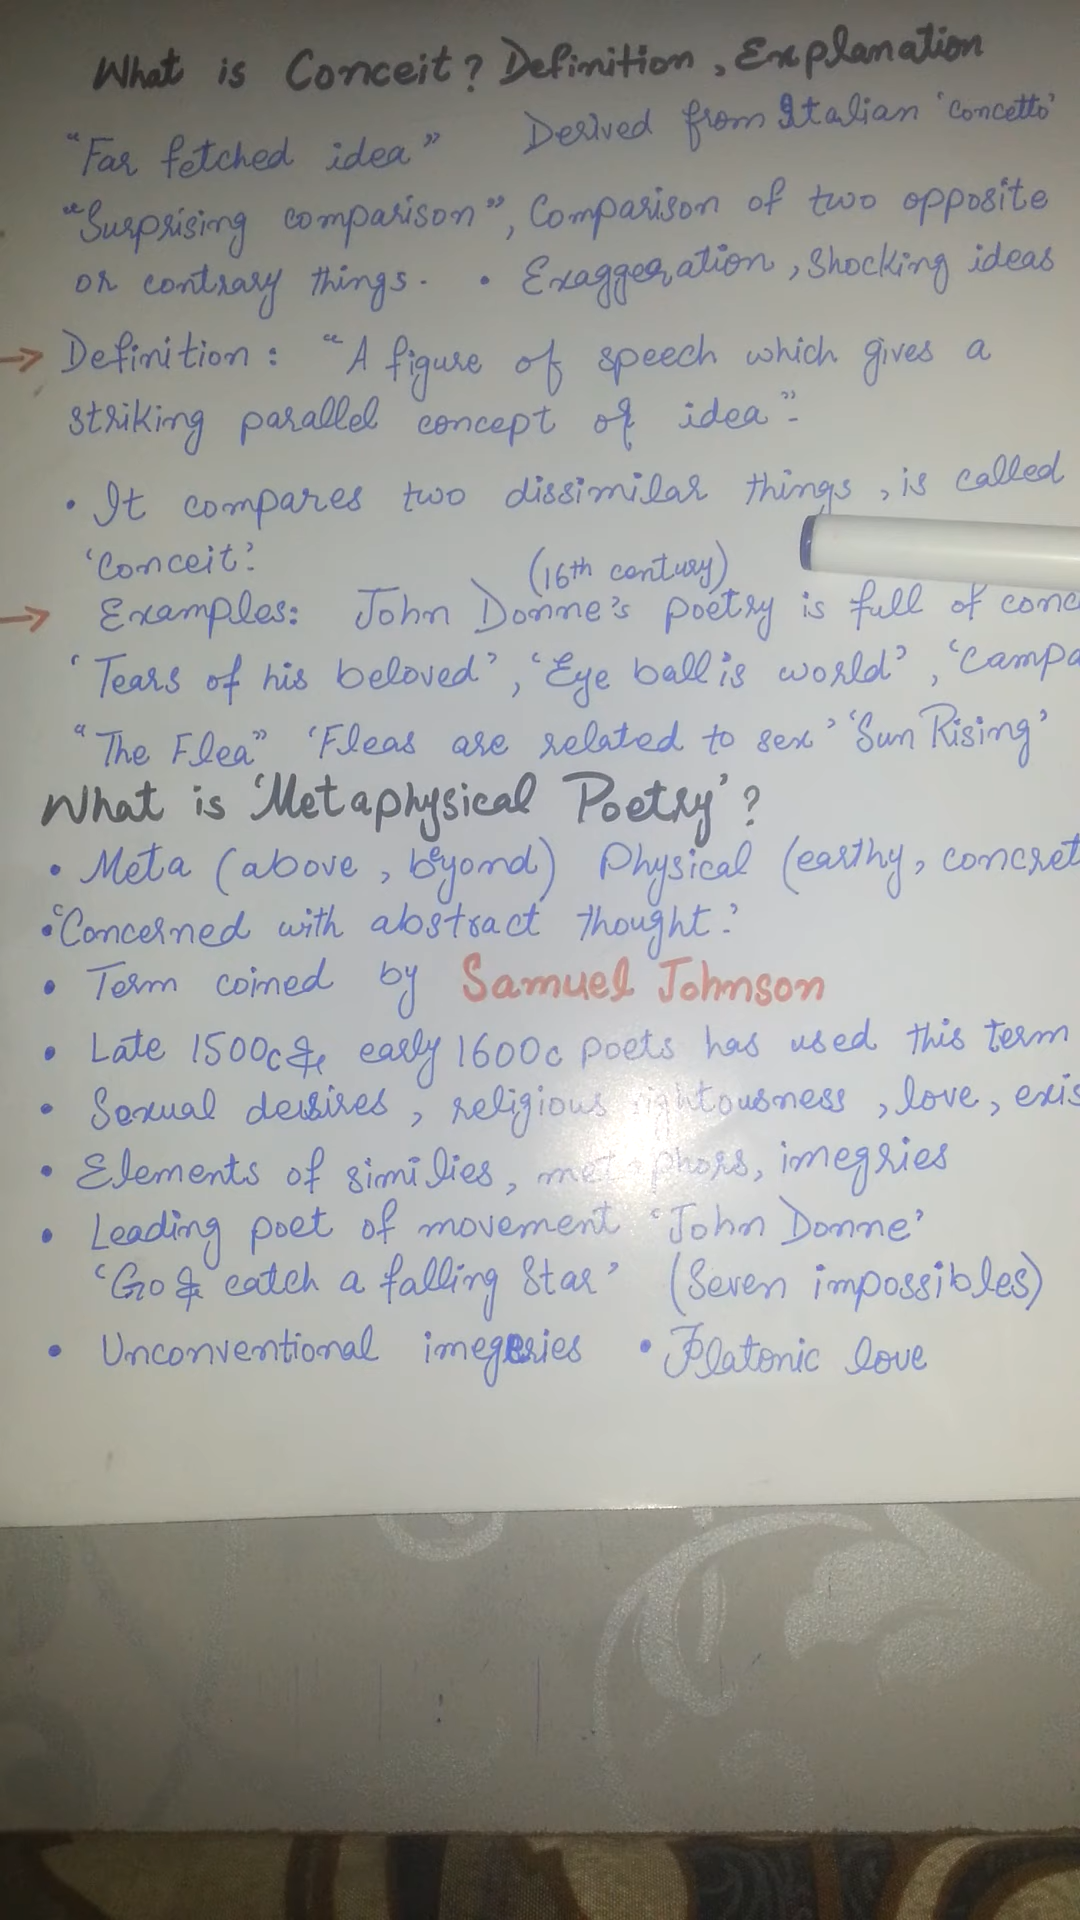 What is Conceit? Definition, Explanation
"Far fetched idea" Derived from Italian 'concetto'
"Surprising comparison", Comparison of two opposite
or contrary things. • Exaggeration, Shocking ideas
→ Definition: "A figure of speech which gives a
striking parallel concept of idea".
• It compares two dissimilar things, is called
'Conceit'.
(16th century)
→ Examples: John Donne's poetry is full of conc
'Tears of his beloved', 'Eye ball is world', 'Campa
"The Flea" 'Fleas are related to sex' 'Sun Rising'
What is 'Metaphysical Poetry'?
• Meta (above, beyond) Physical (earthy, concret
• 'Concerned with abstract thought.'
• Term coined by Samuel Johnson
• Late 1500c & early 1600c poets has used this term
• Sexual desires, religious rightousness, love, exis
• Elements of similies, metaphors, imegries
• Leading poet of movement 'John Donne'
'Go & catch a falling Star' (Seven impossibles)
• Unconventional imegries • Platonic love